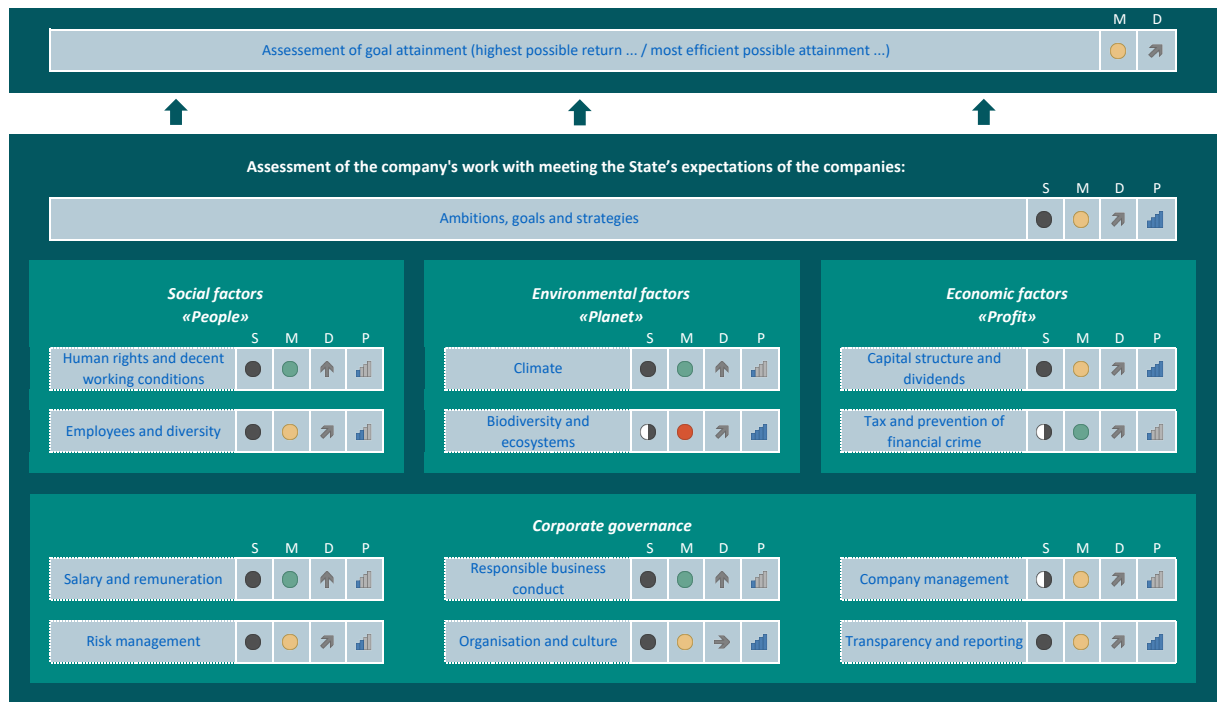 M D
Assessement of goal attainment (highest possible return ... / most efficient possible attainment ...)
Assessment of the company's work with meeting the State’s expectations of the companies:
S M D P
Ambitions, goals and strategies
Social factors
«People»
S M D P
Human rights and decent
working conditions
Employees and diversity
Environmental factors
«Planet»
S M D P
Climate
Biodiversity and
ecosystems
Economic factors
«Profit»
S M D P
Capital structure and
dividends
Tax and prevention of
financial crime
Corporate governance
S M D P
Salary and remuneration
Risk management
S M D P
Responsible business
conduct
Organisation and culture
S M D P
Company management
Transparency and reporting